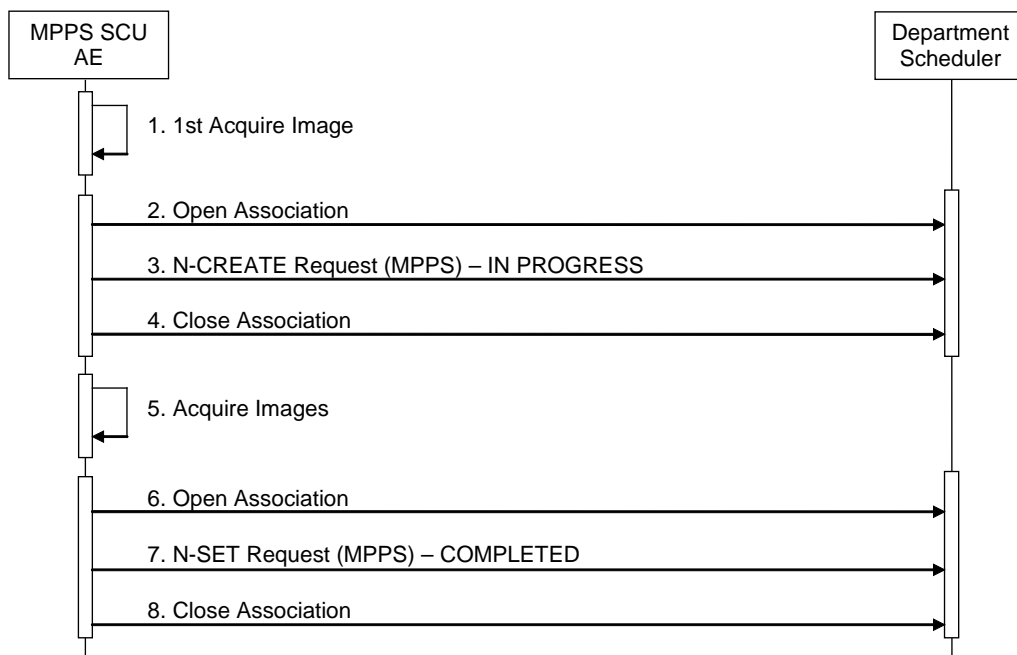 MPPS SCU
AE
Department
Scheduler
1. 1st Acquire Image
2. Open Association
3. N-CREATE Request (MPPS) – IN PROGRESS
4. Close Association
5. Acquire Images
6. Open Association
7. N-SET Request (MPPS) – COMPLETED
8. Close Association